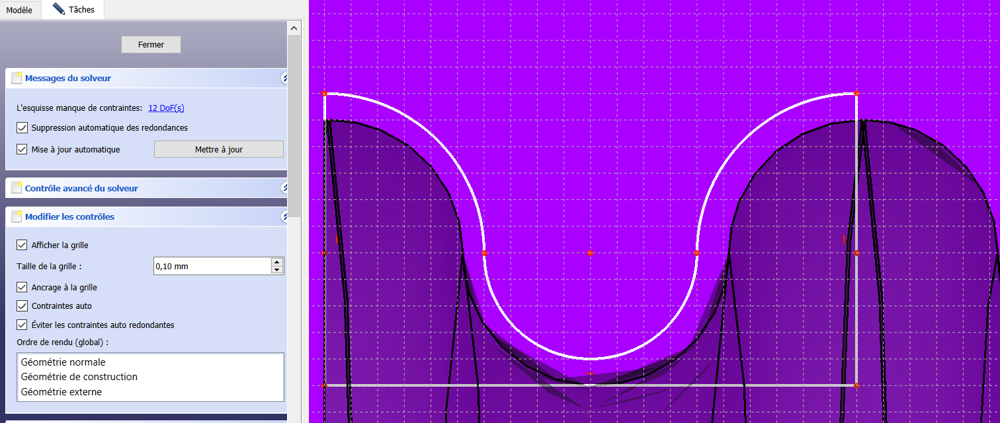 Modèle
Tâches
Fermer
Messages du solveur
L'esquisse manque de contraintes: 12 DoF(s)
Suppression automatique des redondances
Mise à jour automatique
Mettre à jour
Contrôle avancé du solveur
Modifier les contrôles
Afficher la grille
Taille de la grille : 0,10 mm
Ancrage à la grille
Contraintes auto
Éviter les contraintes auto redondantes
Ordre de rendu (global) :
Géométrie normale
Géométrie de construction
Géométrie externe